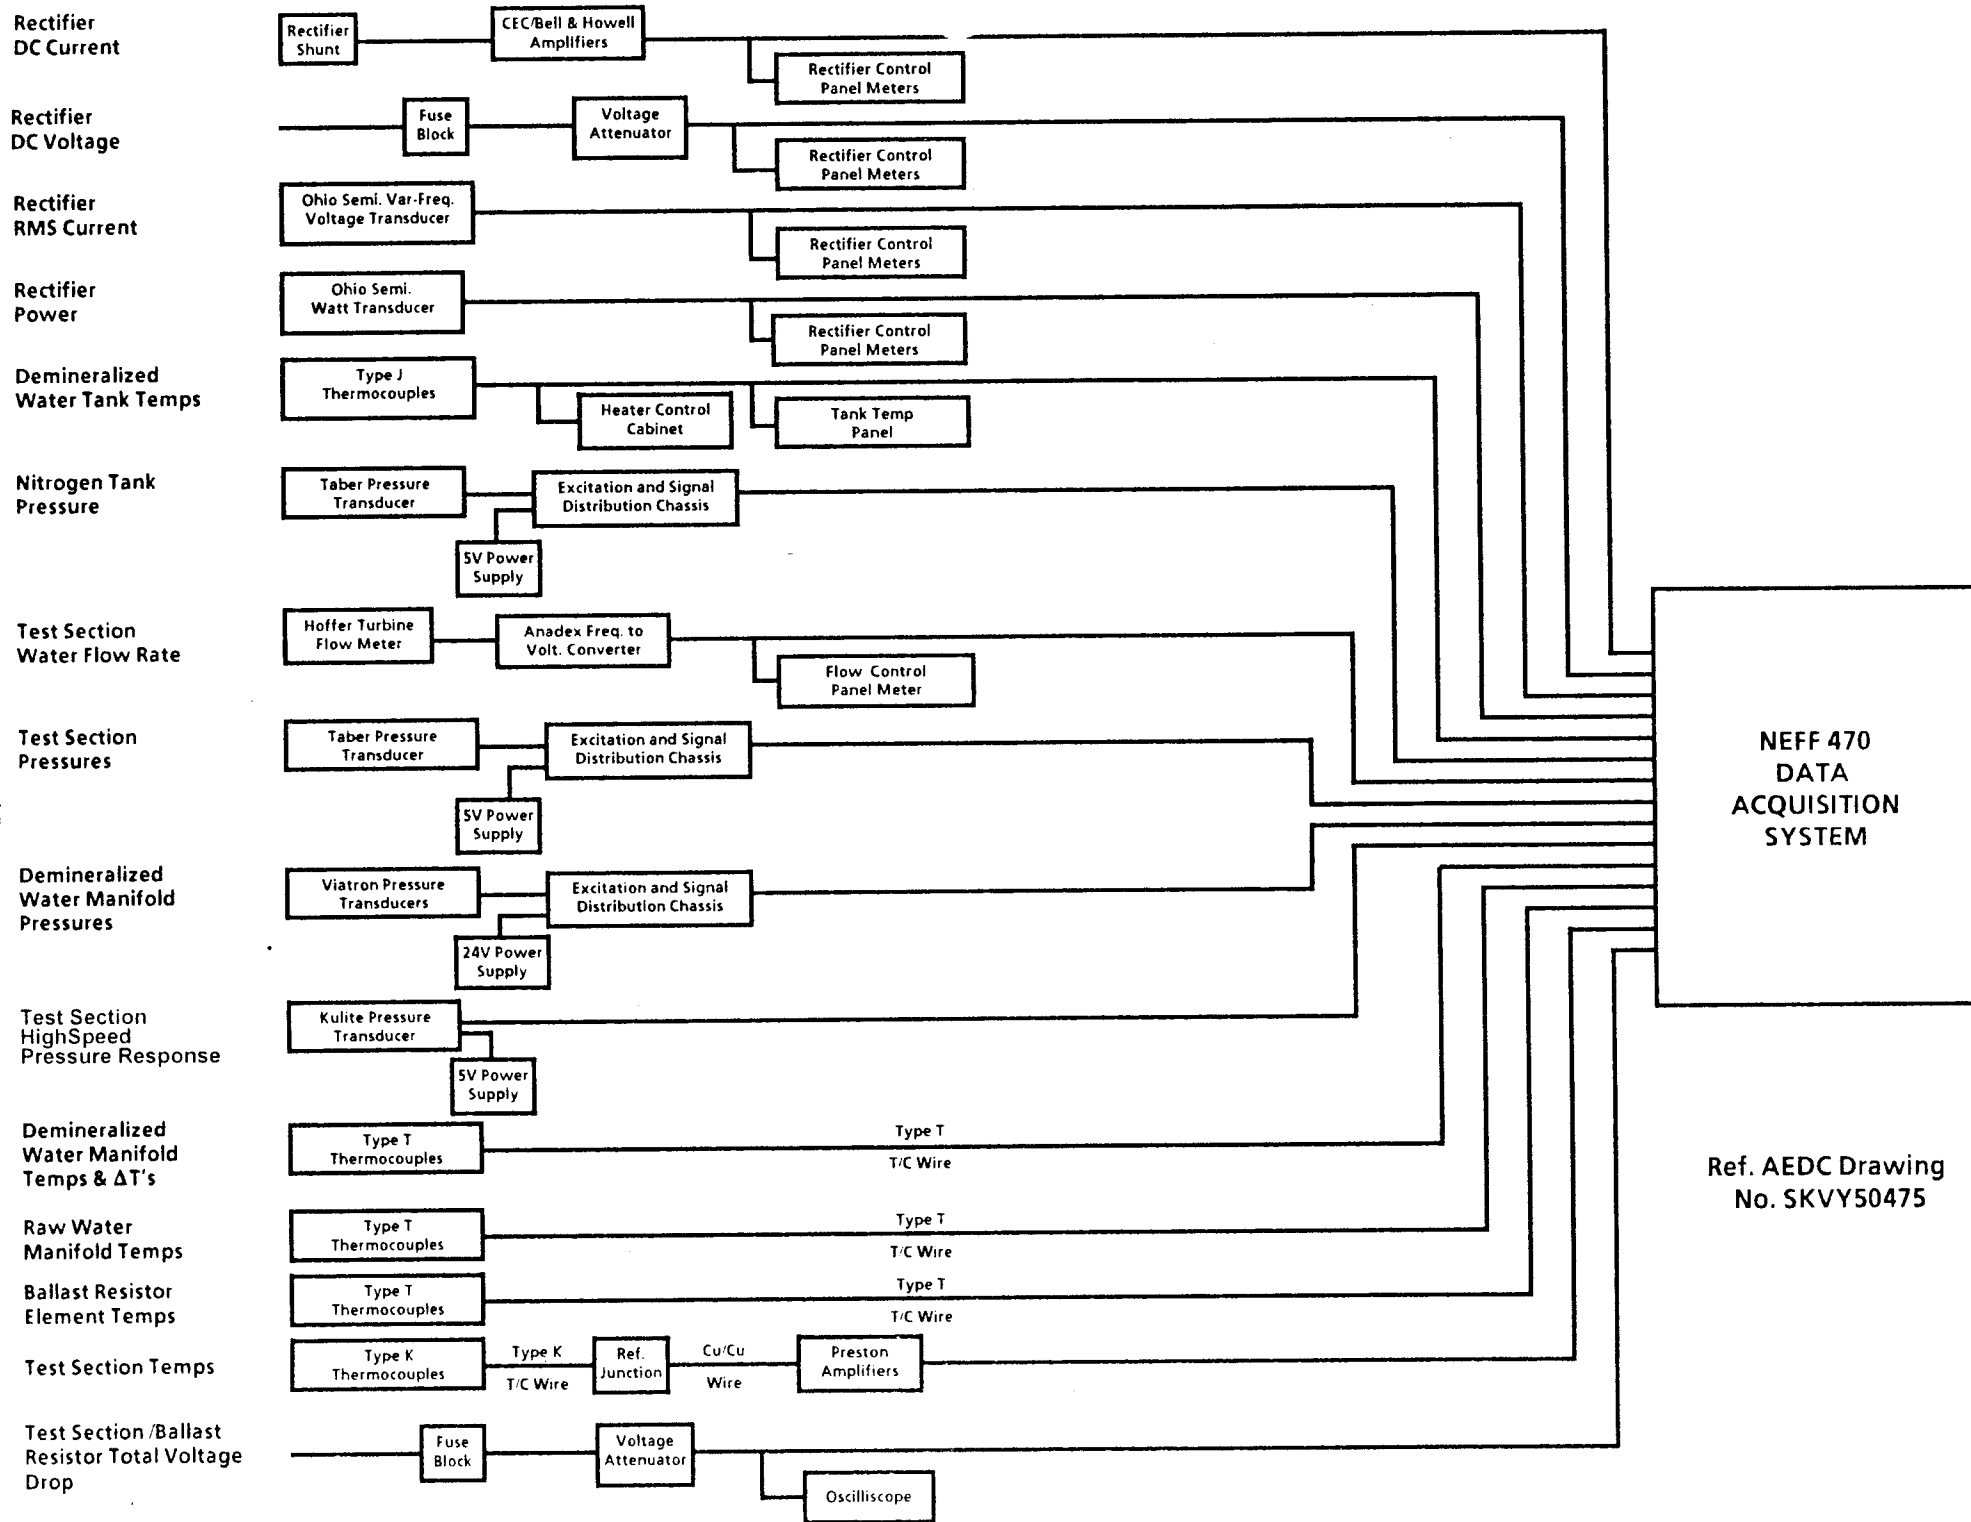 Rectifier
DC Current
Rectifier
Shunt
CEC/Bell & Howell
Amplifiers
Rectifier Control
Panel Meters
Rectifier
DC Voltage
Fuse
Block
Voltage
Attenuator
Rectifier Control
Panel Meters
Rectifier
RMS Current
Ohio Semi. Var-Freq.
Voltage Transducer
Rectifier Control
Panel Meters
Rectifier
Power
Ohio Semi.
Watt Transducer
Rectifier Control
Panel Meters
Demineralized
Water Tank Temps
Type J
Thermocouples
Heater Control
Cabinet
Tank Temp
Panel
Nitrogen Tank
Pressure
Taber Pressure
Transducer
Excitation and Signal
Distribution Chassis
5V Power
Supply
Test Section
Water Flow Rate
Hoffer Turbine
Flow Meter
Anadex Freq. to
Volt. Converter
Flow Control
Panel Meter
Test Section
Pressures
Taber Pressure
Transducer
Excitation and Signal
Distribution Chassis
5V Power
Supply
NEFF 470
DATA
ACQUISITION
SYSTEM
Demineralized
Water Manifold
Pressures
Viatron Pressure
Transducers
Excitation and Signal
Distribution Chassis
24V Power
Supply
Test Section
HighSpeed
Pressure Response
Kulite Pressure
Transducer
5V Power
Supply
Demineralized
Water Manifold
Temps & ΔT's
Type T
Thermocouples
Type T
T/C Wire
Ref. AEDC Drawing
No. SKVY50475
Raw Water
Manifold Temps
Type T
Thermocouples
Type T
T/C Wire
Ballast Resistor
Element Temps
Type T
Thermocouples
Type T
T/C Wire
Test Section Temps
Type K
Thermocouples
Type K
T/C Wire
Ref.
Junction
Cu/Cu
Wire
Preston
Amplifiers
Test Section /Ballast
Resistor Total Voltage
Drop
Fuse
Block
Voltage
Attenuator
Oscilliscope